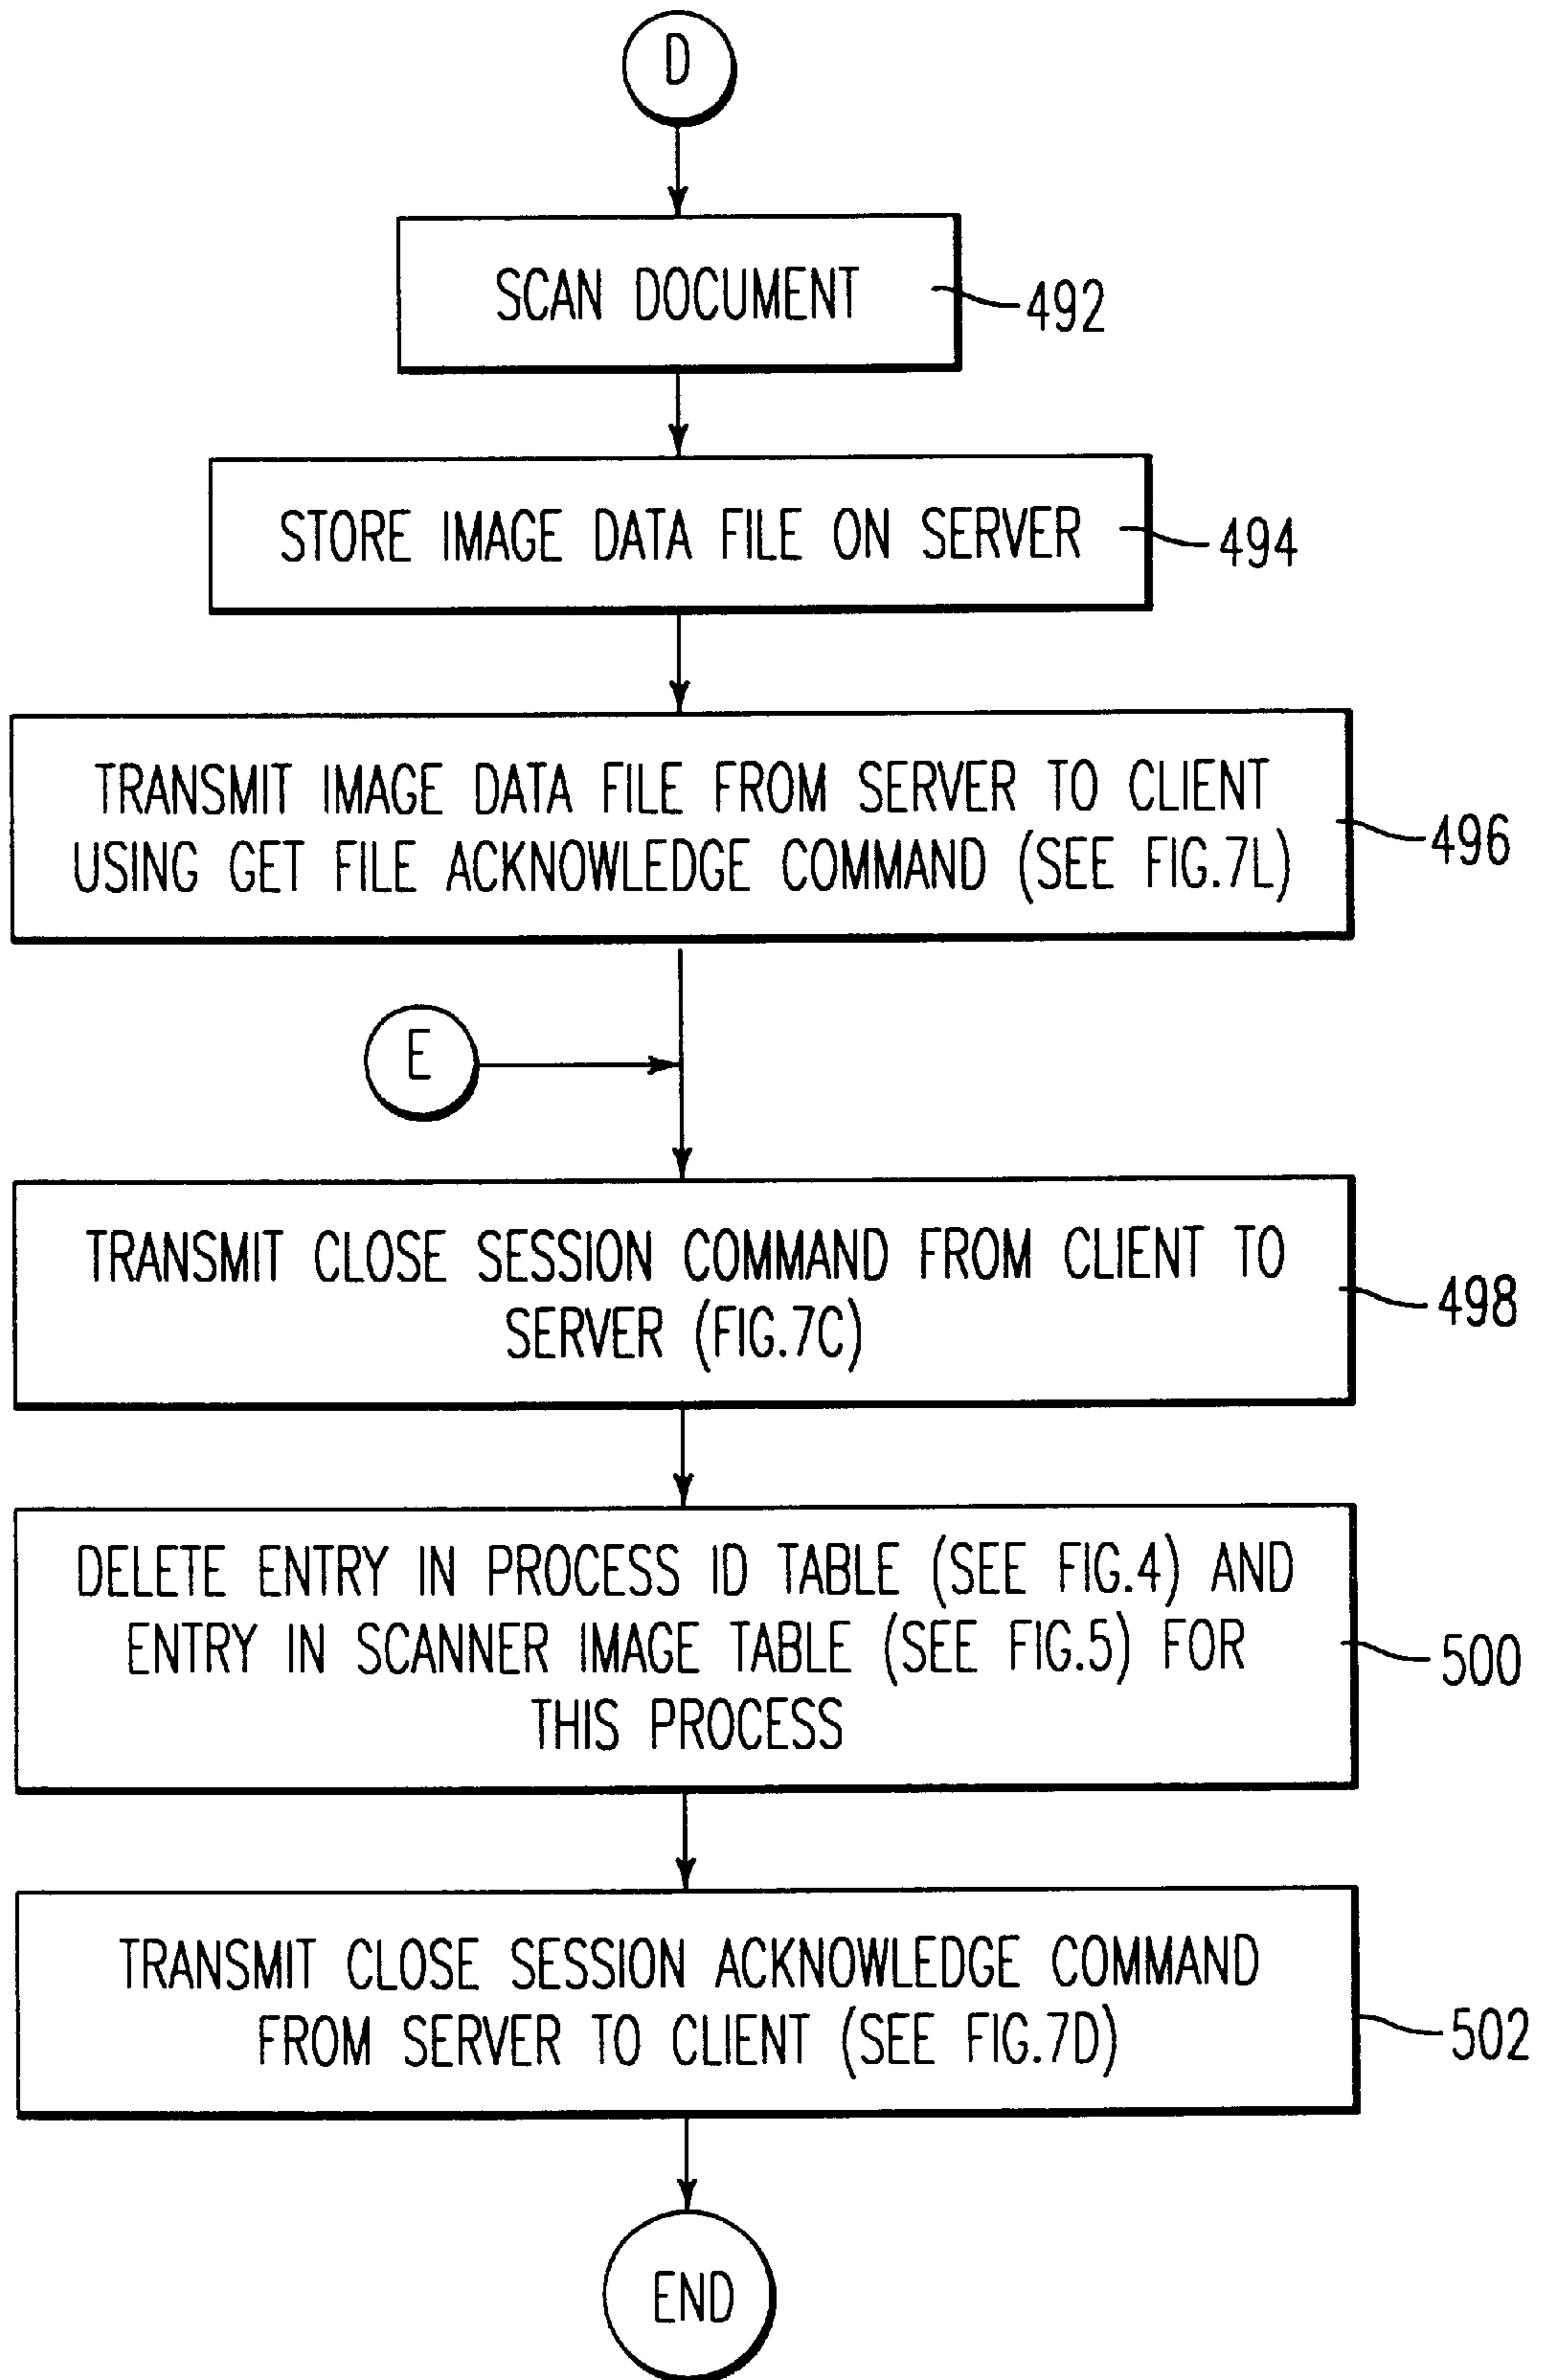 D
SCAN DOCUMENT
492
STORE IMAGE DATA FILE ON SERVER
494
TRANSMIT IMAGE DATA FILE FROM SERVER TO CLIENT
USING GET FILE ACKNOWLEDGE COMMAND (SEE FIG.7L)
496
E
TRANSMIT CLOSE SESSION COMMAND FROM CLIENT TO
SERVER (FIG.7C)
498
DELETE ENTRY IN PROCESS ID TABLE (SEE FIG.4) AND
ENTRY IN SCANNER IMAGE TABLE (SEE FIG.5) FOR
THIS PROCESS
500
TRANSMIT CLOSE SESSION ACKNOWLEDGE COMMAND
FROM SERVER TO CLIENT (SEE FIG.7D)
502
END